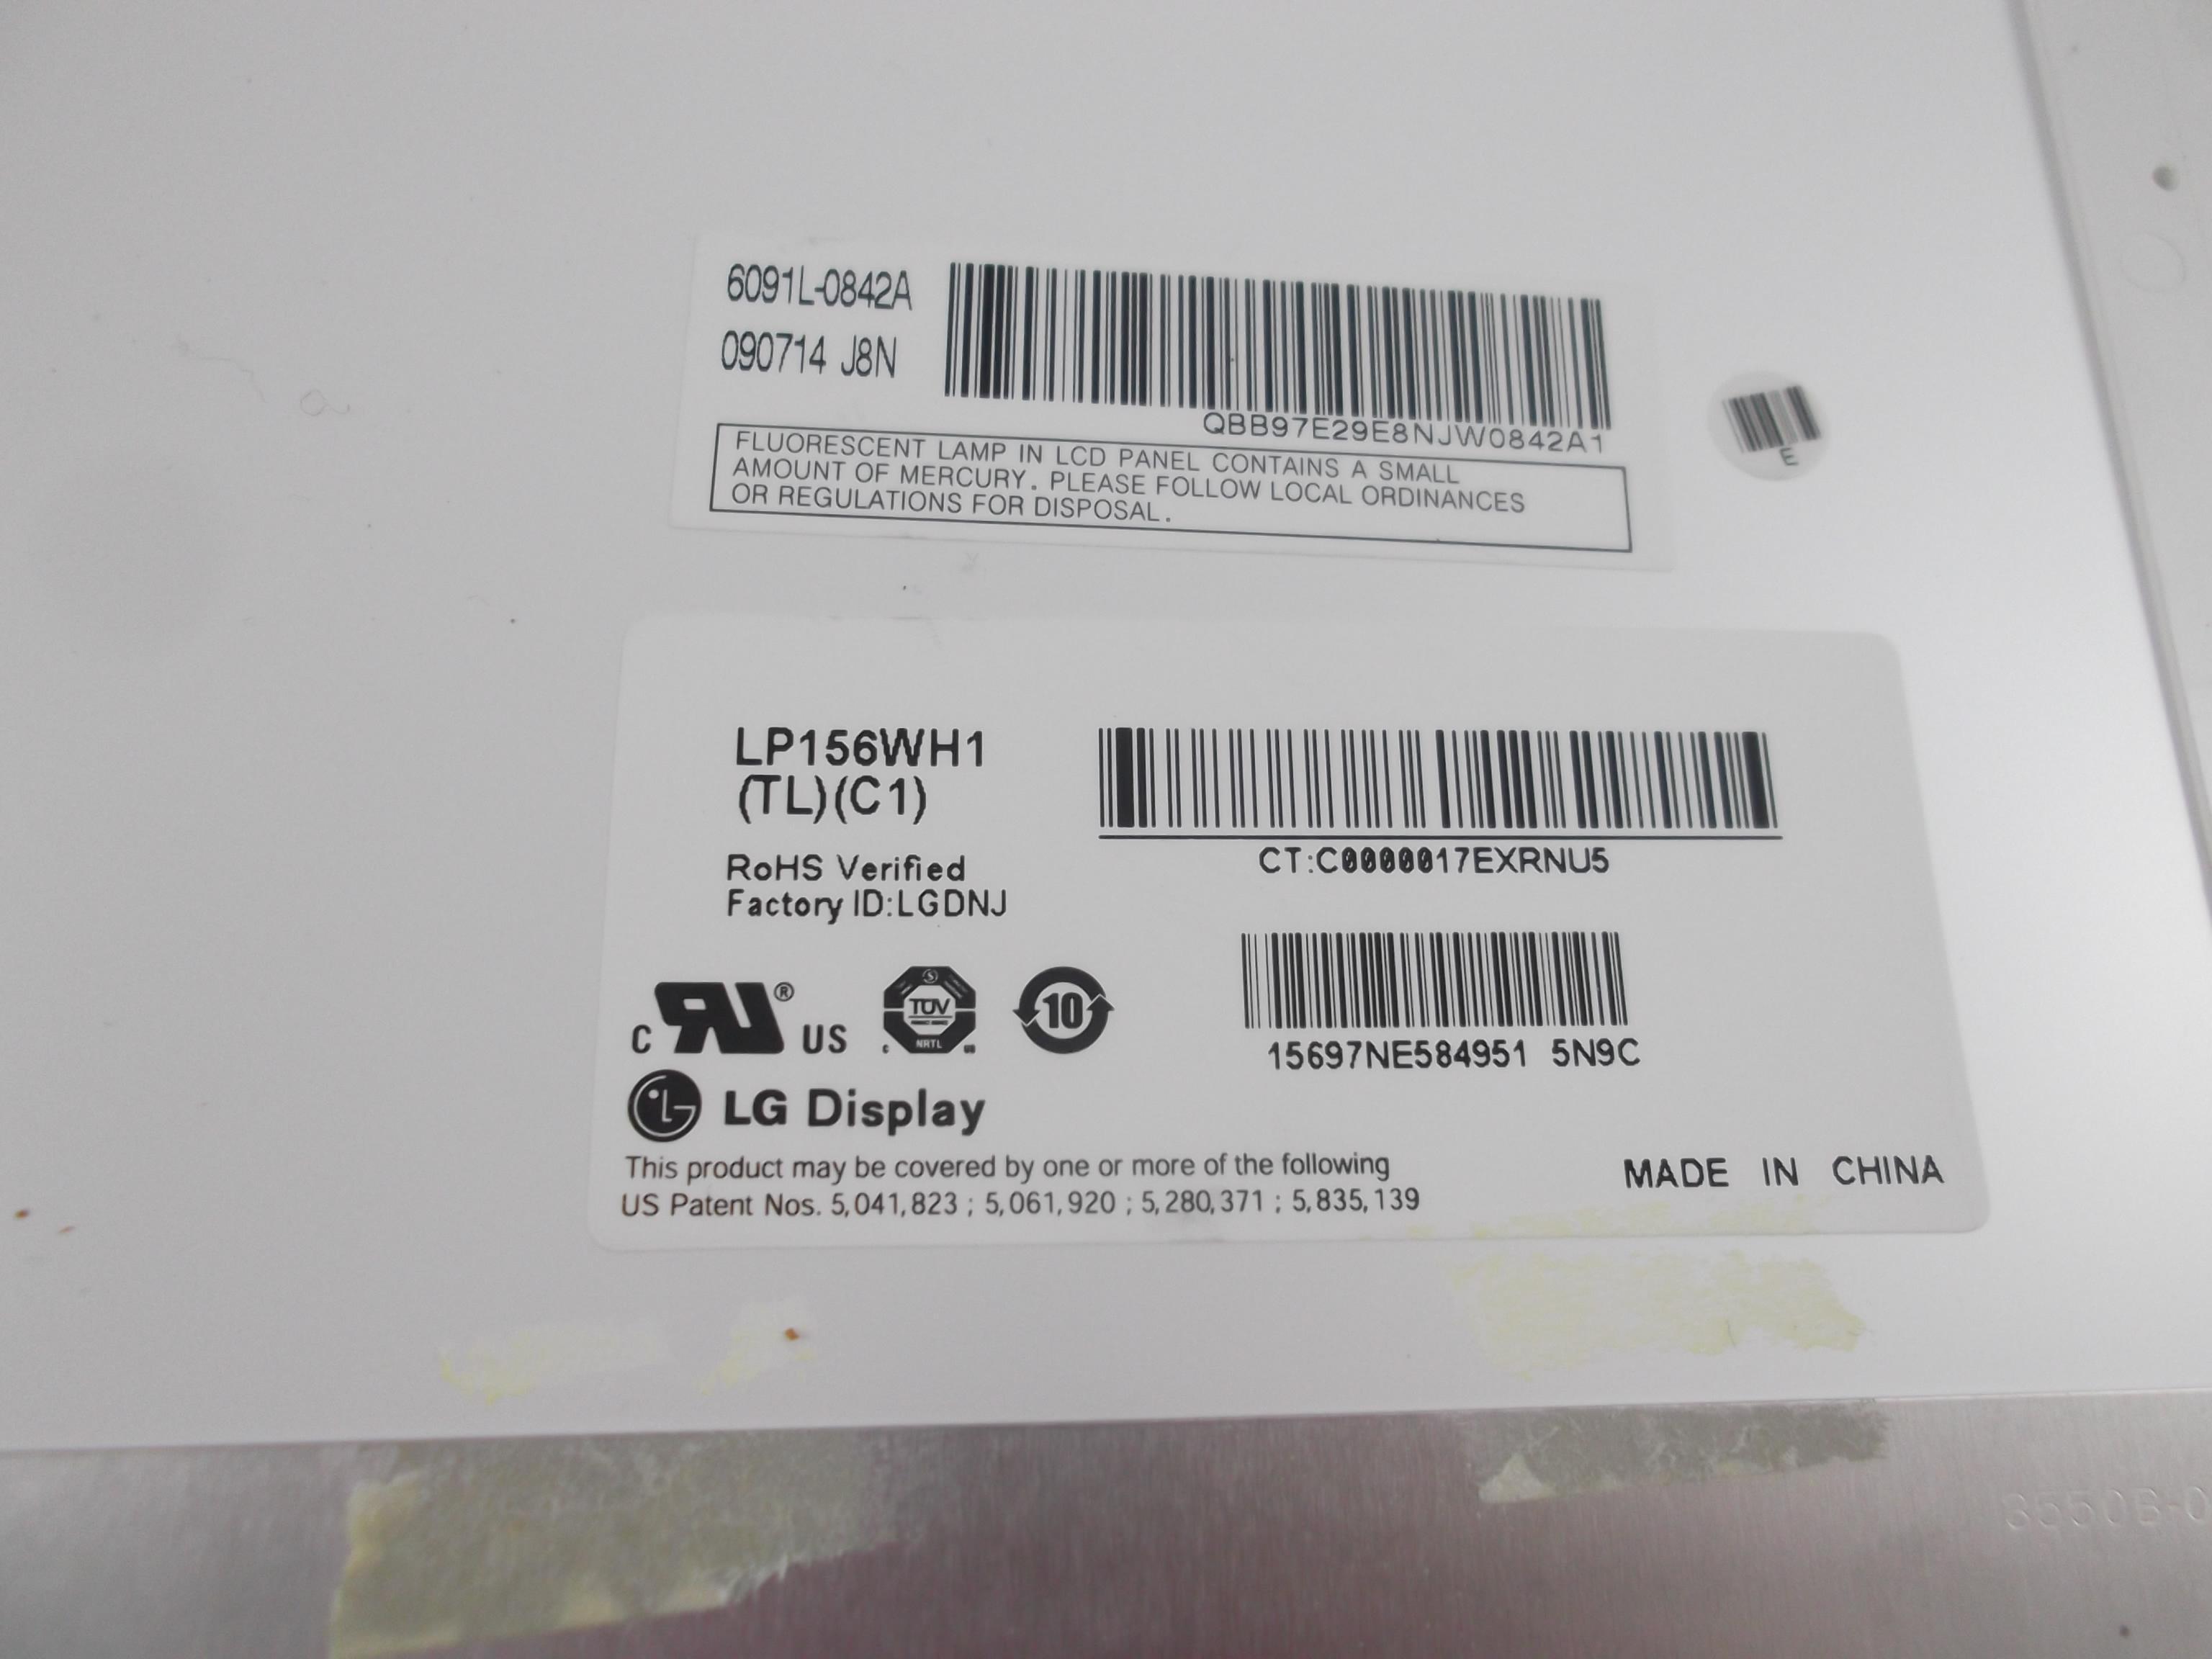 6091L-0842A
090714 J8N
QBB97E29E8NJW0842A1
FLUORESCENT LAMP IN LCD PANEL CONTAINS A SMALL
AMOUNT OF MERCURY. PLEASE FOLLOW LOCAL ORDINANCES
OR REGULATIONS FOR DISPOSAL.
E
LP156WH1
(TL)(C1)
CT:C0000017EXRNU5
RoHS Verified
Factory ID:LGDNJ
C RU® US
TÜV
NRTL
10
15697NE584951 5N9C
LG Display
This product may be covered by one or more of the following
US Patent Nos. 5,041,823 ; 5,061,920 ; 5,280,371 ; 5,835,139
MADE IN CHINA